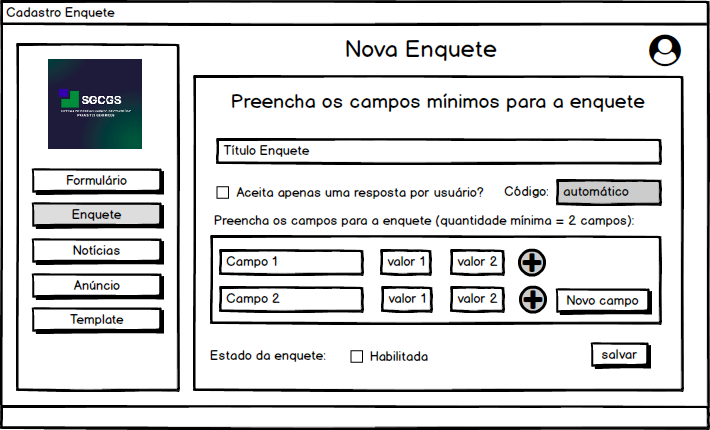 Cadastro Enquete
Nova Enquete
SGCGS
Formulário
Enquete
Notícias
Anúncio
Template
Preencha os campos mínimos para a enquete
Título Enquete
Aceita apenas uma resposta por usuário? Código: automático
Preencha os campos para a enquete (quantidade mínima = 2 campos):
Campo 1 valor 1 valor 2
Campo 2 valor 1 valor 2 Novo campo
Estado da enquete: Habilitada salvar